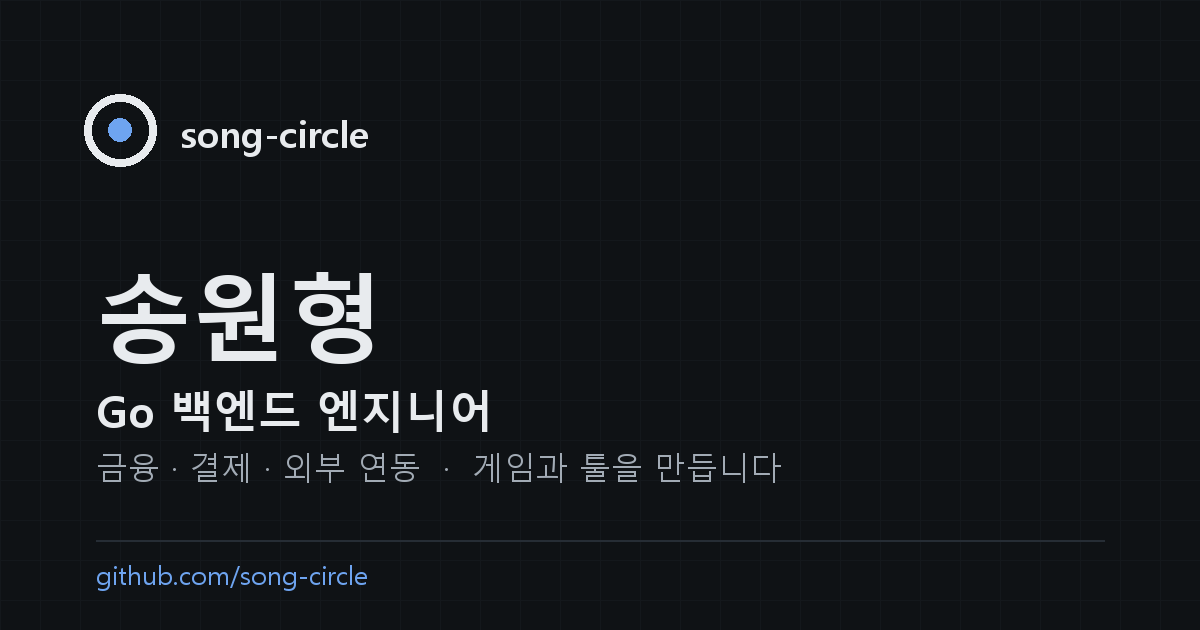 song-circle
송원형
Go 백엔드 엔지니어
금융 · 결제 · 외부 연동 · 게임과 툴을 만듭니다
github.com/song-circle